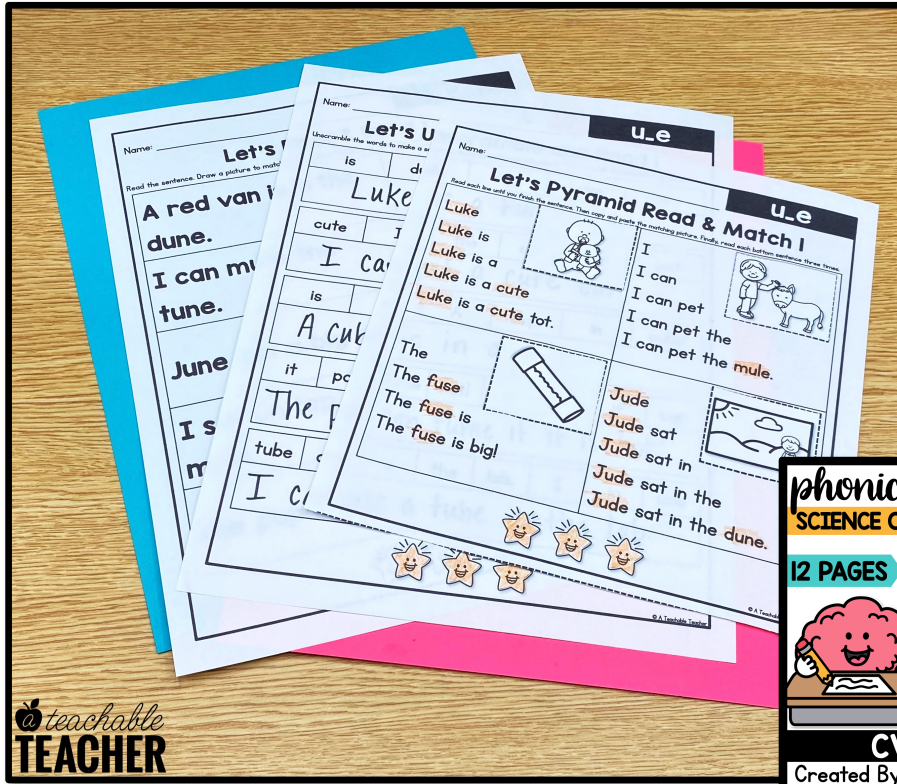 Name:
Let's
Read the sentence. Draw a picture to
A red van
dune.
I can
tune.
June
I s
u_e
Name:
Let's U
Unscramble the words to make a
is
Luke
cute
I
I ca
is
A cub
it
The
tube
I c
© A Teachable Teacher
u_e
Name:
Let's Pyramid Read & Match 1
Read each line until you finish the sentence. Then copy and paste the matching picture. Finally, read each bottom sentence three times.
Luke
Luke is
Luke is a
Luke is a cute
Luke is a cute tot.
I
I can
I can pet
I can pet the
I can pet the mule.
The
The fuse
The fuse is
The fuse is big!
Jude
Jude sat
Jude sat in
Jude sat in the
Jude sat in the dune.
© A Teacha
phonic
SCIENCE O
12 PAGES
CV
Created By
a teachable
TEACHER